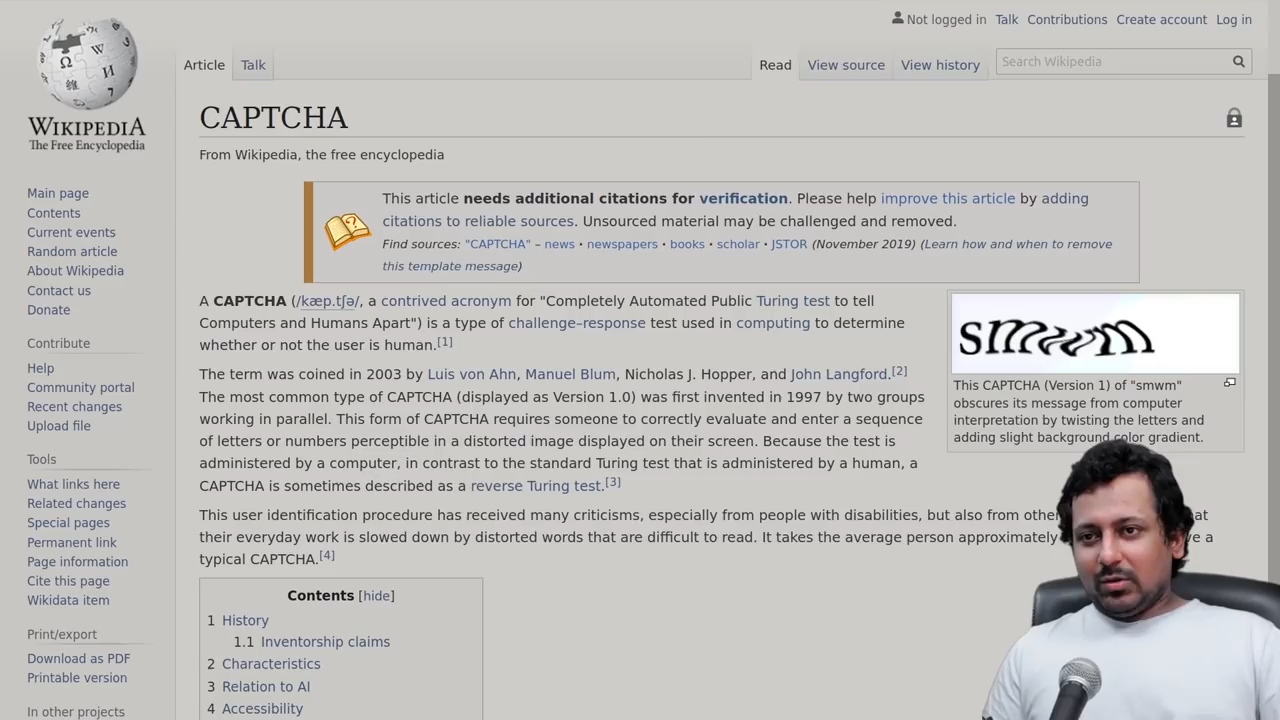 Not logged in Talk Contributions Create account Log in
Article Talk Read View source View history Search Wikipedia
WIKIPEDIA
The Free Encyclopedia
Main page
Contents
Current events
Random article
About Wikipedia
Contact us
Donate
Contribute
Help
Community portal
Recent changes
Upload file
Tools
What links here
Related changes
Special pages
Permanent link
Page information
Cite this page
Wikidata item
Print/export
Download as PDF
Printable version
In other projects
CAPTCHA
From Wikipedia, the free encyclopedia
This article needs additional citations for verification. Please help improve this article by adding
citations to reliable sources. Unsourced material may be challenged and removed.
Find sources: "CAPTCHA" – news · newspapers · books · scholar · JSTOR (November 2019) (Learn how and when to remove
this template message)
A CAPTCHA (/kæp.tʃə/, a contrived acronym for "Completely Automated Public Turing test to tell
Computers and Humans Apart") is a type of challenge–response test used in computing to determine
whether or not the user is human.[1]
The term was coined in 2003 by Luis von Ahn, Manuel Blum, Nicholas J. Hopper, and John Langford.[2]
The most common type of CAPTCHA (displayed as Version 1.0) was first invented in 1997 by two groups
working in parallel. This form of CAPTCHA requires someone to correctly evaluate and enter a sequence
of letters or numbers perceptible in a distorted image displayed on their screen. Because the test is
administered by a computer, in contrast to the standard Turing test that is administered by a human, a
CAPTCHA is sometimes described as a reverse Turing test.[3]
smwm
This CAPTCHA (Version 1) of "smwm"
obscures its message from computer
interpretation by twisting the letters and
adding slight background color gradient.
This user identification procedure has received many criticisms, especially from people with disabilities, but also from other
their everyday work is slowed down by distorted words that are difficult to read. It takes the average person approximately a
typical CAPTCHA.[4]
Contents [hide]
1 History
1.1 Inventorship claims
2 Characteristics
3 Relation to AI
4 Accessibility